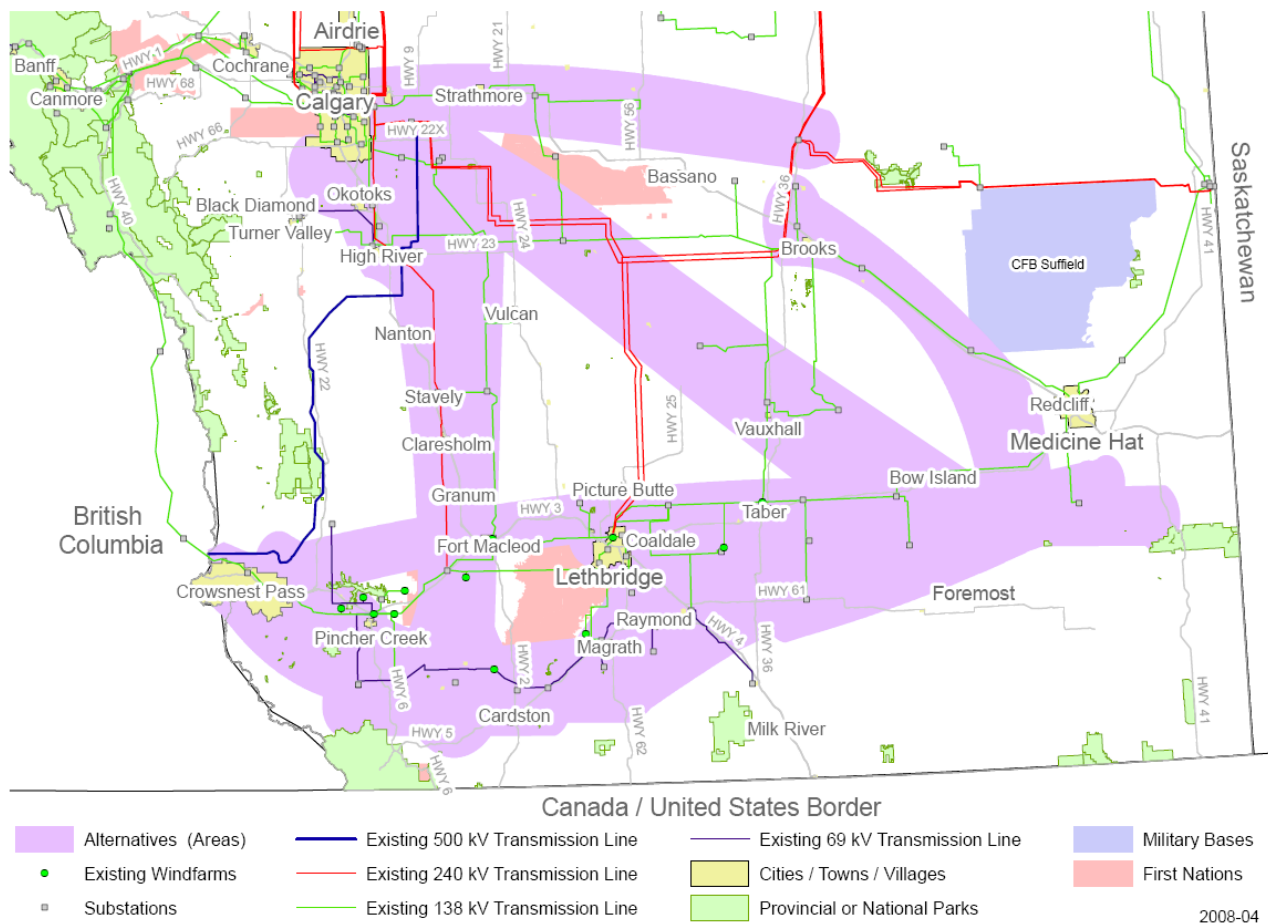 Airdrie
HWY 9
HWY 21
Banff
HWY 1
Cochrane
HWY 68
Canmore
Calgary
Strathmore
HWY 56
HWY 66
HWY 22X
HWY 40
Okotoks
Bassano
HWY 36
Saskatchewan
Black Diamond
Turner Valley
HWY 23
HWY 24
High River
Brooks
CFB Suffield
HWY 41
Nanton
Vulcan
HWY 22
Stavely
HWY 25
Redcliff
Claresholm
Vauxhall
Medicine Hat
Granum
Picture Butte
Bow Island
HWY 3
Taber
British
Columbia
Fort Macleod
Coaldale
Crowsnest Pass
Lethbridge
HWY 61
Foremost
Pincher Creek
Raymond
Magrath
HWY 4
HWY 36
HWY 2
HWY 6
Cardston
HWY 5
HWY 62
Milk River
HWY 41
HWY 6
Canada / United States Border
Alternatives (Areas)
Existing 500 kV Transmission Line
Existing 69 kV Transmission Line
Military Bases
Existing Windfarms
Existing 240 kV Transmission Line
Cities / Towns / Villages
First Nations
Substations
Existing 138 kV Transmission Line
Provincial or National Parks
2008-04